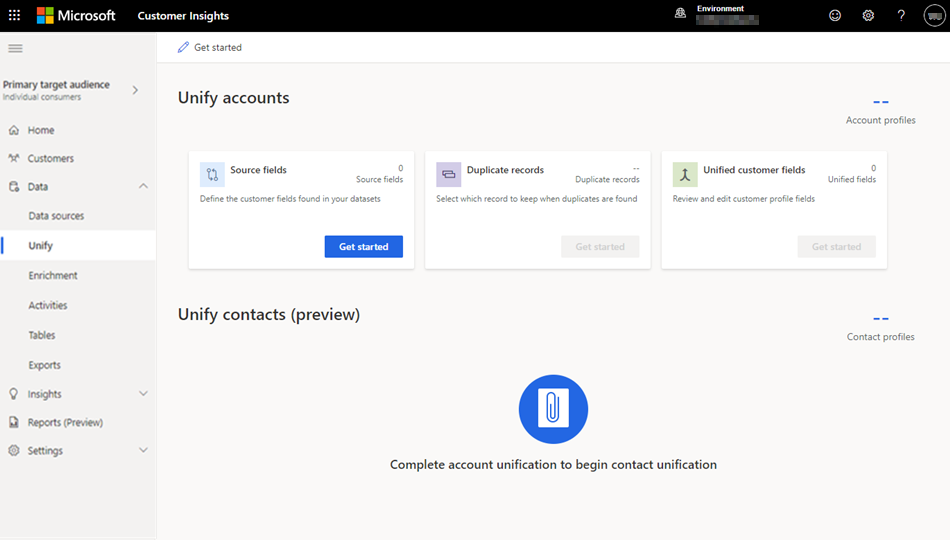 Microsoft Customer Insights
Environment
?
Get started
Primary target audience
Individual consumers
Home
Customers
Data
Data sources
Unify
Enrichment
Activities
Tables
Exports
Insights
Reports (Preview)
Settings
Unify accounts
--
Account profiles
Source fields
0
Source fields
Define the customer fields found in your datasets
Get started
Duplicate records
--
Duplicate records
Select which record to keep when duplicates are found
Get started
Unified customer fields
0
Unified fields
Review and edit customer profile fields
Get started
Unify contacts (preview)
--
Contact profiles
Complete account unification to begin contact unification